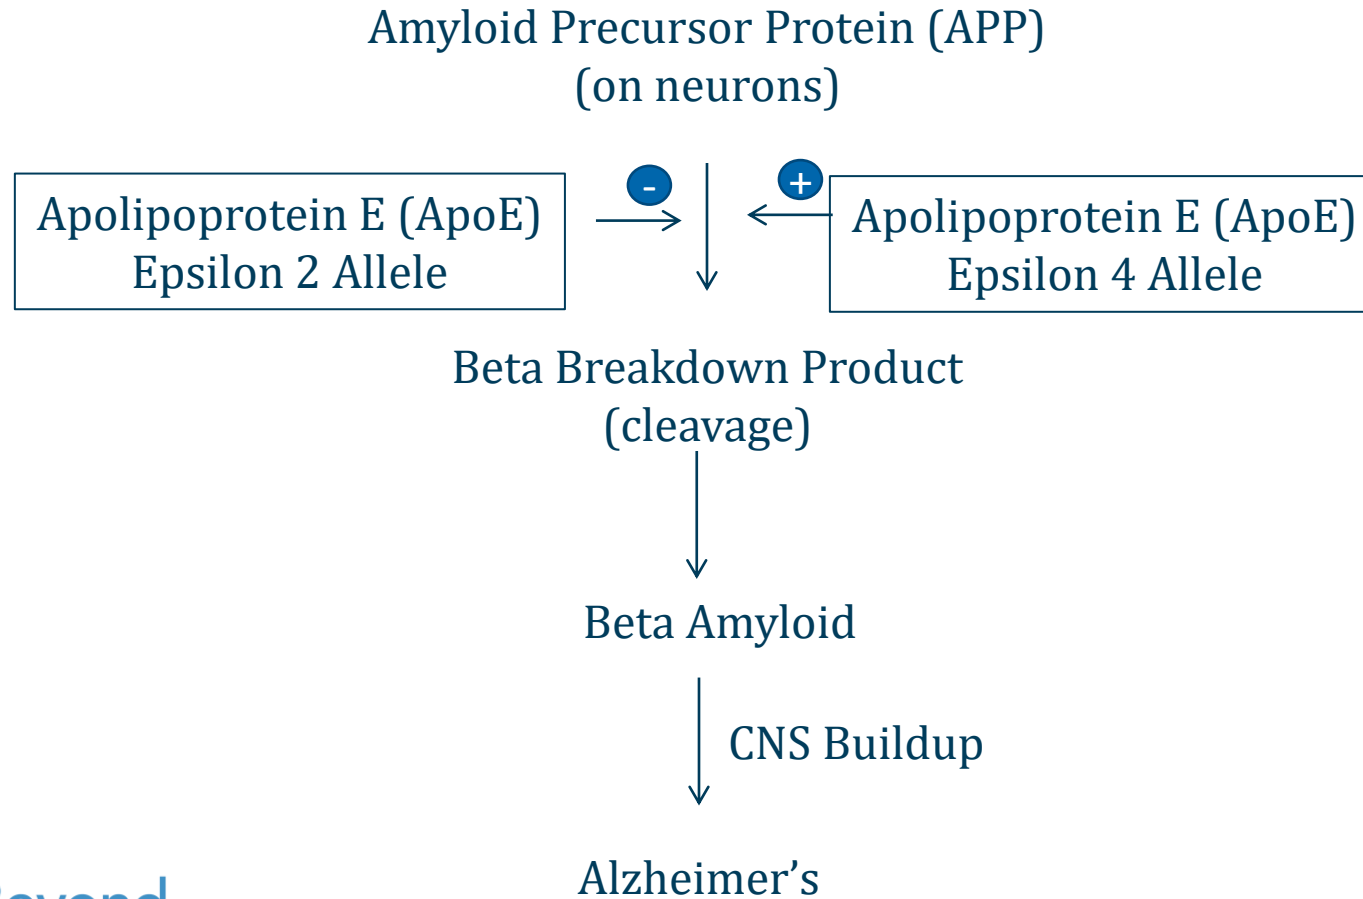 Amyloid Precursor Protein (APP)
(on neurons)
-
+
Apolipoprotein E (ApoE)
Epsilon 2 Allele
Apolipoprotein E (ApoE)
Epsilon 4 Allele
Beta Breakdown Product
(cleavage)
Beta Amyloid
CNS Buildup
Alzheimer’s